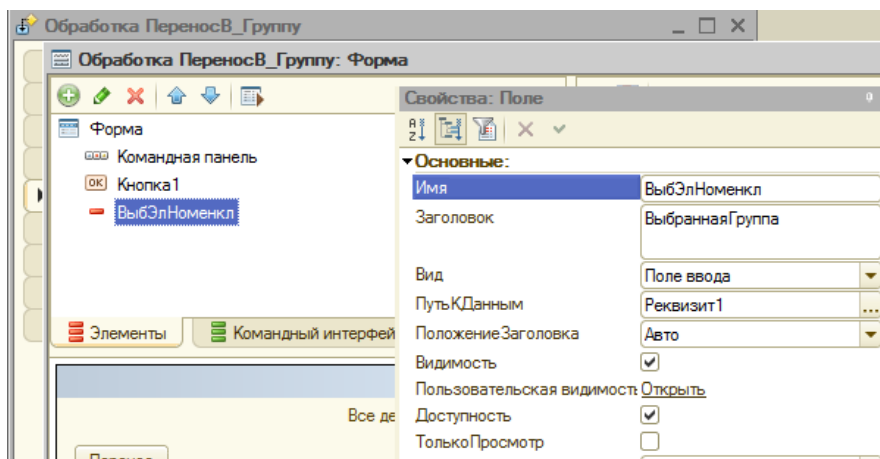 Обработка ПереносВ_Группу
Обработка ПереносВ_Группу: Форма
Свойства: Поле
Форма
Командная панель
OK Кнопка1
ВыбЭлНоменкл
Основные:
Имя ВыбЭлНоменкл
Заголовок ВыбраннаяГруппа
Вид Поле ввода
ПутьКДанным Реквизит1 ...
ПоложениеЗаголовка Авто
Видимость
Пользовательская видимость Открыть
Доступность
ТолькоПросмотр
Элементы Командный интерфей
Все де